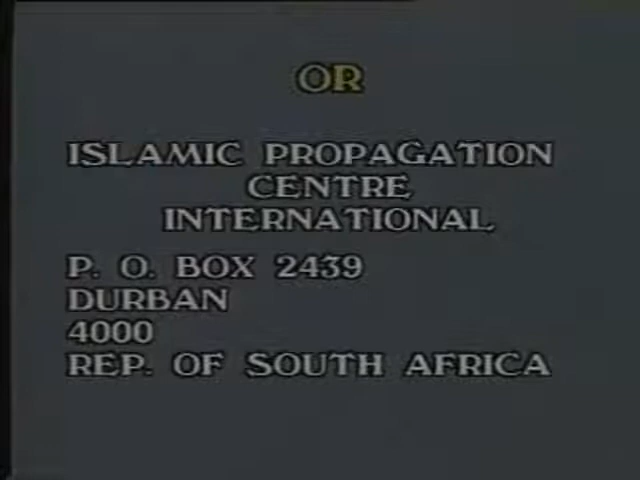 OR
ISLAMIC PROPAGATION
CENTRE
INTERNATIONAL
P. O. BOX 2439
DURBAN
4000
REP. OF SOUTH AFRICA